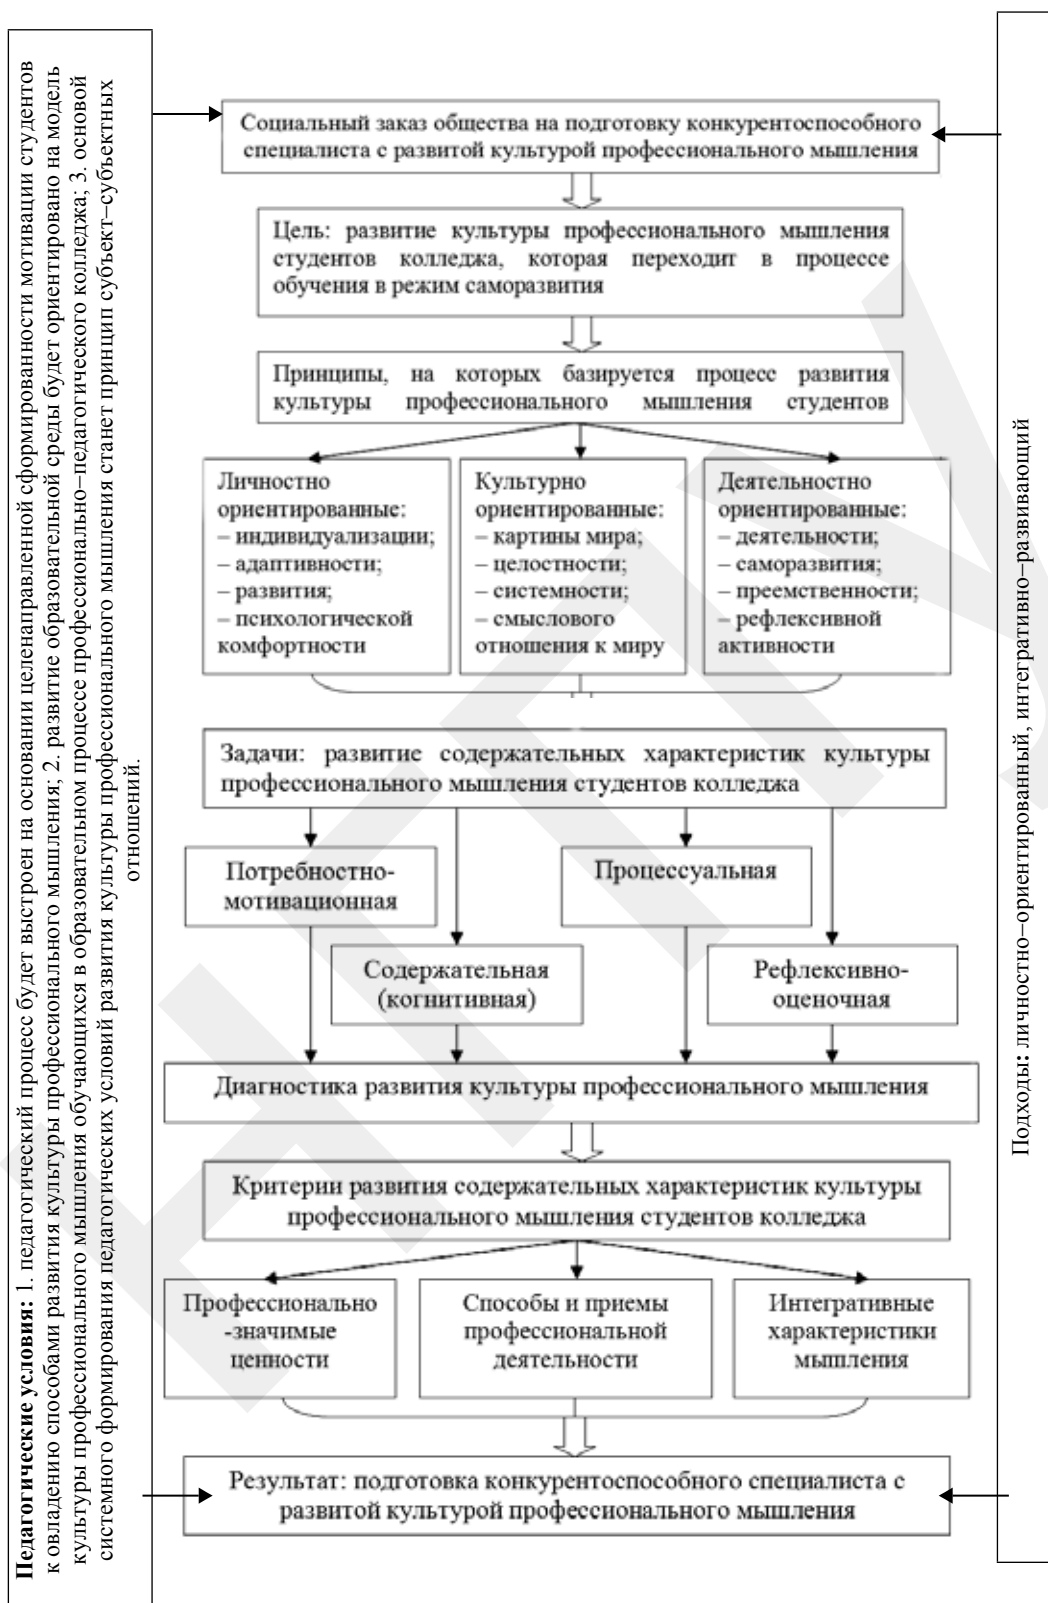 Педагогические условия: 1. педагогический процесс будет выстроен на основании целенаправленной сформированности мотивации студентов
к овладению способами развития культуры профессионального мышления; 2. развитие образовательной среды будет ориентировано на модель
культуры профессионального мышления обучающихся в образовательном процессе профессионально–педагогического колледжа; 3. основой
системного формирования педагогических условий развития культуры профессионального мышления станет принцип субъект–субъектных
отношений.
Социальный заказ общества на подготовку конкурентоспособного
специалиста с развитой культурой профессионального мышления
Цель: развитие культуры профессионального мышления
студентов колледжа, которая переходит в процессе
обучения в режим саморазвития
Принципы, на которых базируется процесс развития
культуры профессионального мышления студентов
Личностно
ориентированные:
– индивидуализации;
– адаптивности;
– развития;
– психологической
комфортности
Культурно
ориентированные:
– картины мира;
– целостности;
– системности;
– смыслового
отношения к миру
Деятельностно
ориентированные:
– деятельности;
– саморазвития;
– преемственности;
– рефлексивной
активности
Задачи: развитие содержательных характеристик культуры
профессионального мышления студентов колледжа
Потребностно-
мотивационная
Процессуальная
Содержательная
(когнитивная)
Рефлексивно-
оценочная
Диагностика развития культуры профессионального мышления
Критерии развития содержательных характеристик культуры
профессионального мышления студентов колледжа
Профессионально
-значимые
ценности
Способы и приемы
профессиональной
деятельности
Интегративные
характеристики
мышления
Результат: подготовка конкурентоспособного специалиста с
развитой культурой профессионального мышления
Подходы: личностно–ориентированный, интегративно–развивающий
НГПУ